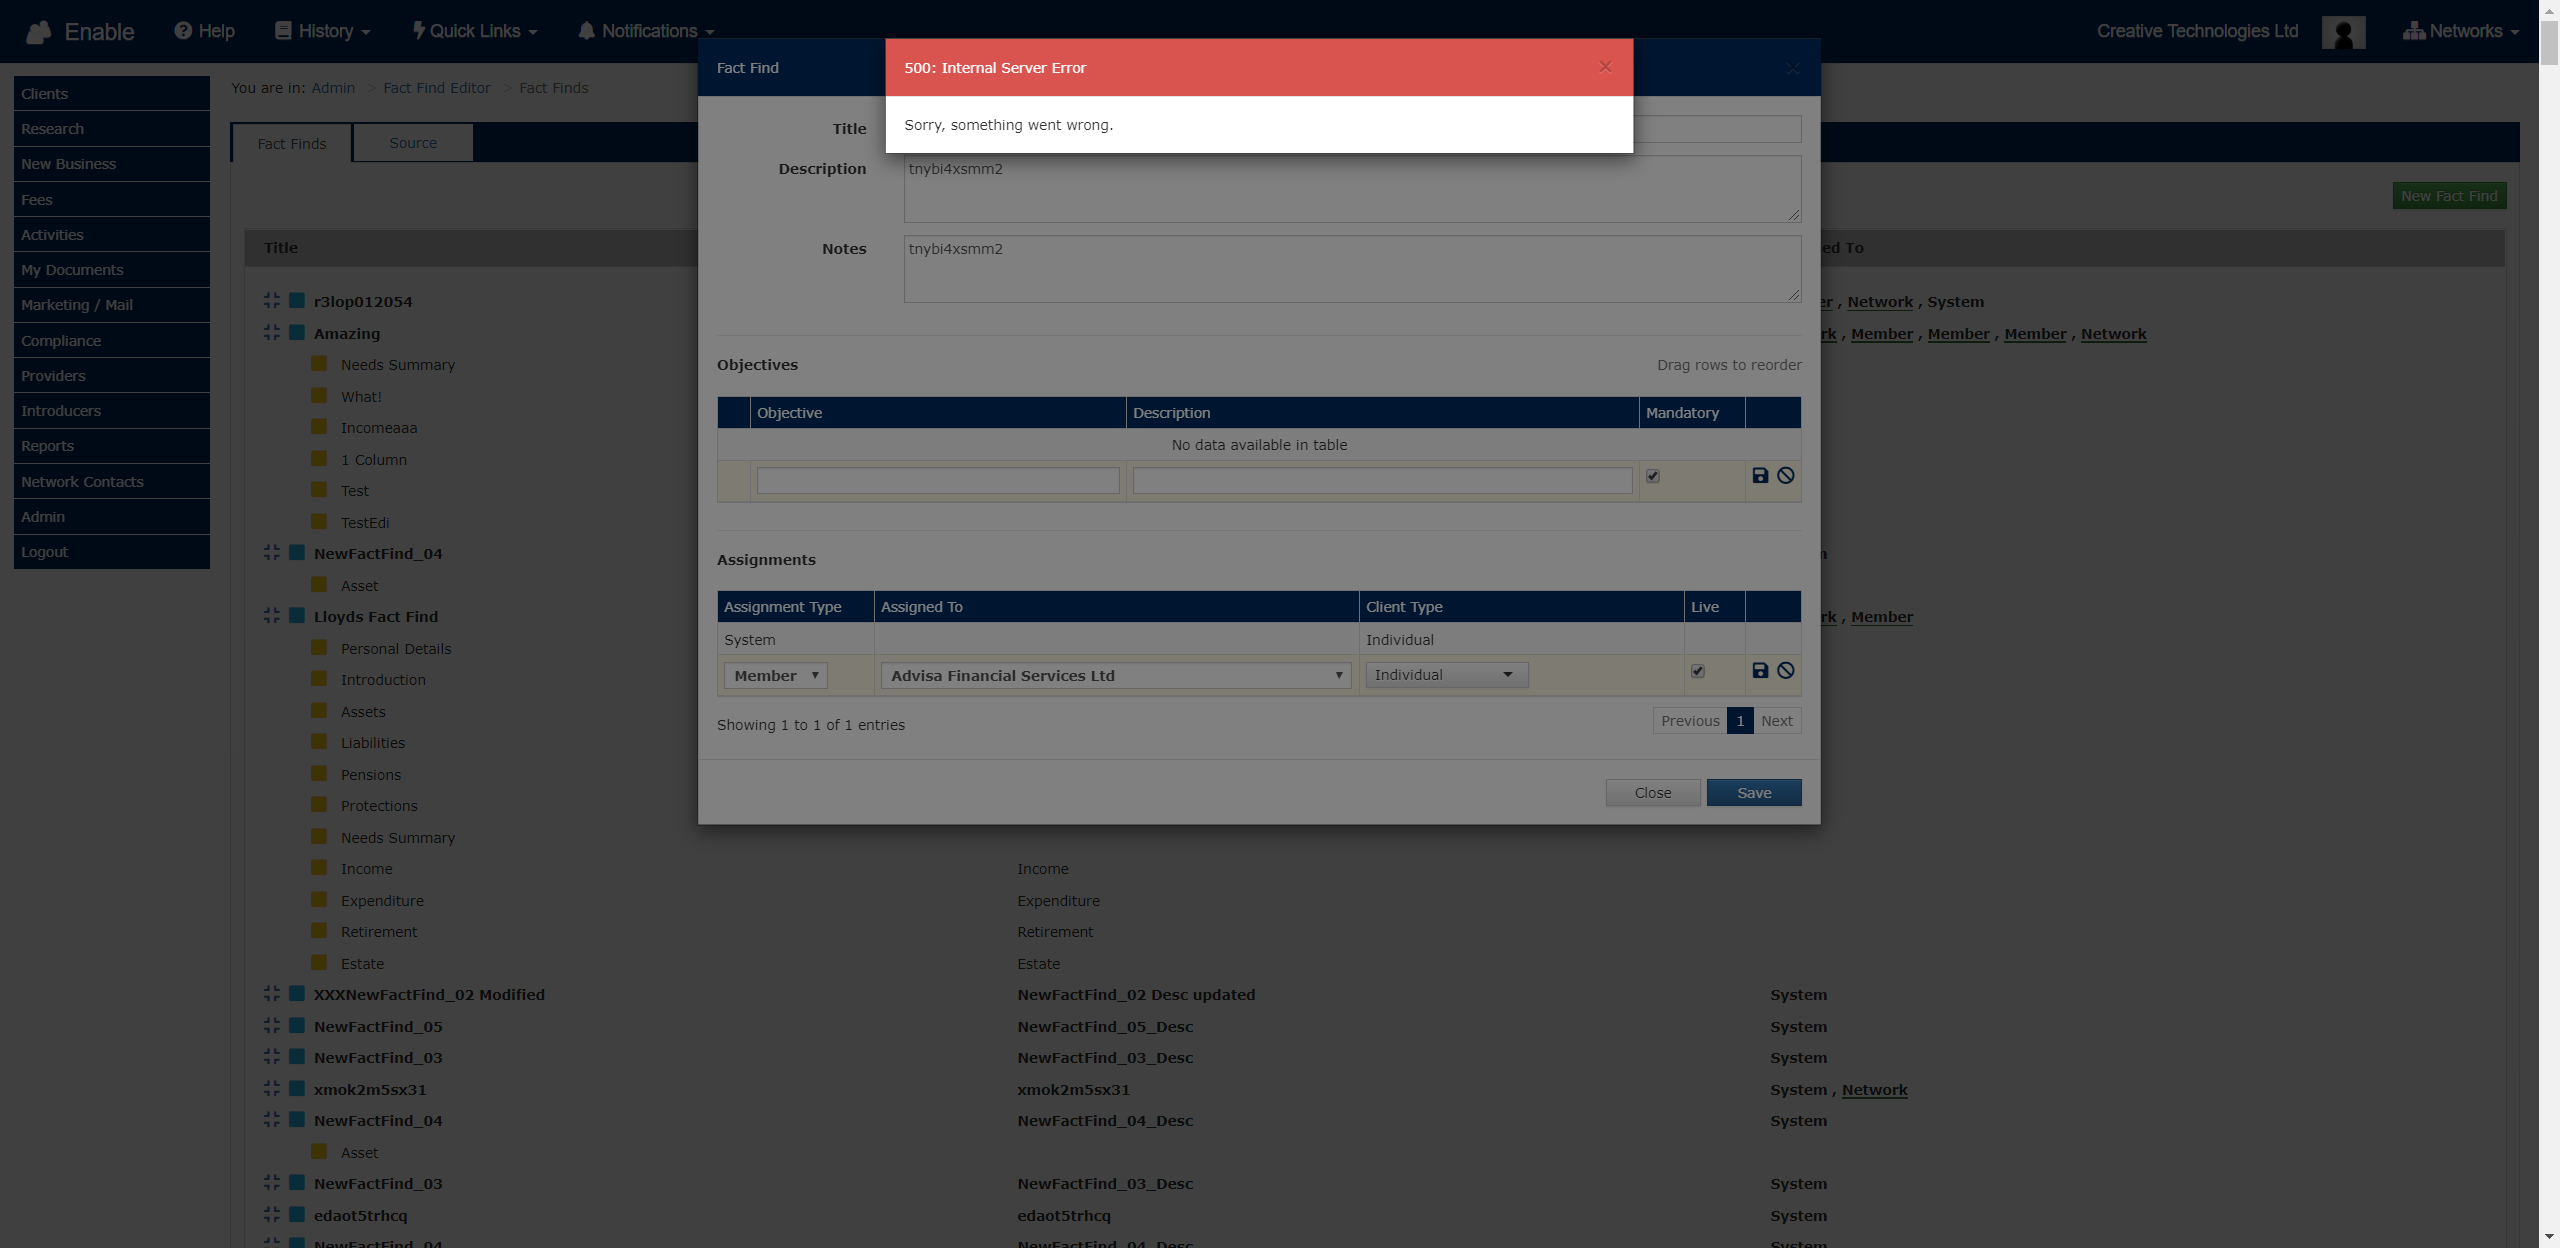 Enable Help History Quick Links Notifications Creative Technologies Ltd Networks
Clients
Research
New Business
Fees
Activities
My Documents
Marketing / Mail
Compliance
Providers
Introducers
Reports
Network Contacts
Admin
Logout
You are in: Admin > Fact Find Editor > Fact Finds
Fact Finds Source
New Fact Find
Fact Find
500: Internal Server Error
Sorry, something went wrong.
Title
Description tnybi4xsmm2
Notes tnybi4xsmm2
Objectives Drag rows to reorder
Objective Description Mandatory
No data available in table
Assignments
Assignment Type Assigned To Client Type Live
System Individual
Member Advisa Financial Services Ltd Individual
Showing 1 to 1 of 1 entries Previous 1 Next
Close Save
Title ed To
r3lop012054 er , Network , System
Amazing rk , Member , Member , Member , Network
Needs Summary
What!
Incomeaaa
1 Column
Test
TestEdi
NewFactFind_04 m
Asset
Lloyds Fact Find rk , Member
Personal Details
Introduction
Assets
Liabilities
Pensions
Protections
Needs Summary
Income Income
Expenditure Expenditure
Retirement Retirement
Estate Estate
XXXNewFactFind_02 Modified NewFactFind_02 Desc updated System
NewFactFind_05 NewFactFind_05_Desc System
NewFactFind_03 NewFactFind_03_Desc System
xmok2m5sx31 xmok2m5sx31 System , Network
NewFactFind_04 NewFactFind_04_Desc System
Asset
NewFactFind_03 NewFactFind_03_Desc System
edaot5trhcq edaot5trhcq System
NewFactFind_04 NewFactFind_04_Desc System